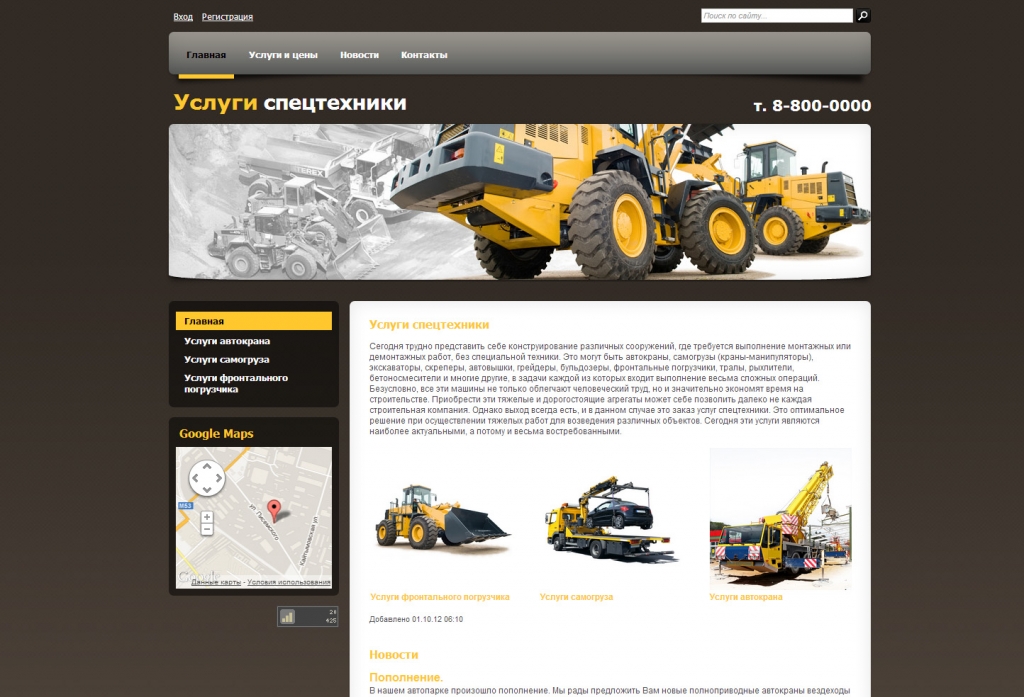 Вход Регистрация
Поиск по сайту...
Главная Услуги и цены Новости Контакты
Услуги спецтехники
т. 8-800-0000
TEREX
Главная
Услуги автокрана
Услуги самогруза
Услуги фронтального
погрузчика
Google Maps
M53
ул. Писемского
Google
Данные карты - Условия использования
28
425
Услуги спецтехники
Сегодня трудно представить себе конструирование различных сооружений, где требуется выполнение монтажных или
демонтажных работ, без специальной техники. Это могут быть автокраны, самогрузы (краны-манипуляторы),
экскаваторы, скреперы, автовышки, грейдеры, бульдозеры, фронтальные погрузчики, тралы, рыхлители,
бетоносмесители и многие другие, в задачи каждой из которых входит выполнение весьма сложных операций.
Безусловно, все эти машины не только облегчают человеческий труд, но и значительно экономят время на
строительстве. Приобрести эти тяжелые и дорогостоящие агрегаты может себе позволить далеко не каждая
строительная компания. Однако выход всегда есть, и в данном случае это заказ услуг спецтехники. Это оптимальное
решение при осуществлении тяжелых работ для возведения различных объектов. Сегодня эти услуги являются
наиболее актуальными, а потому и весьма востребованными.
Услуги фронтального погрузчика Услуги самогруза Услуги автокрана
Добавлено 01.10.12 06:10
Новости
Пополнение.
В нашем автопарке произошло пополнение. Мы рады предложить Вам новые полноприводные автокраны вездеходы